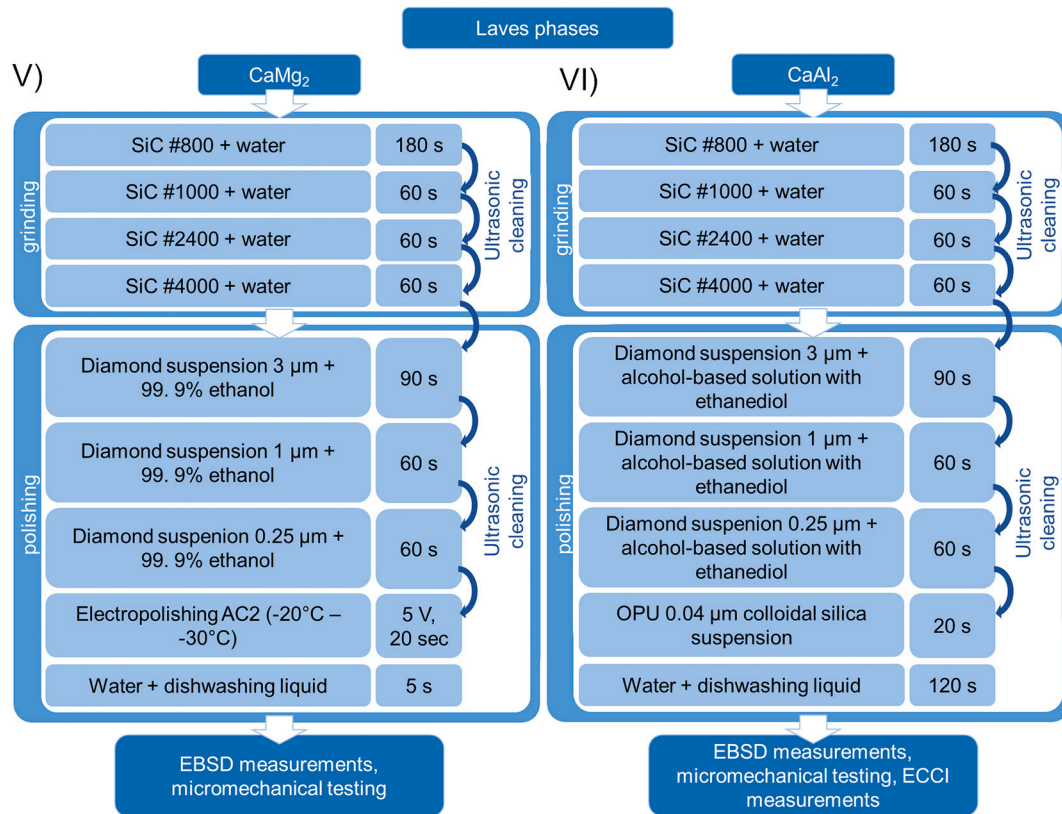 Laves phases
V)
CaMg₂
grinding
SiC #800 + water
180 s
SiC #1000 + water
60 s
SiC #2400 + water
60 s
SiC #4000 + water
60 s
Ultrasonic
cleaning
polishing
Diamond suspension 3 µm +
99. 9% ethanol
90 s
Diamond suspension 1 µm +
99. 9% ethanol
60 s
Diamond suspenion 0.25 µm +
99. 9% ethanol
60 s
Electropolishing AC2 (-20°C –
-30°C)
5 V,
20 sec
Water + dishwashing liquid
5 s
Ultrasonic
cleaning
EBSD measurements,
micromechanical testing
VI)
CaAl₂
grinding
SiC #800 + water
180 s
SiC #1000 + water
60 s
SiC #2400 + water
60 s
SiC #4000 + water
60 s
Ultrasonic
cleaning
polishing
Diamond suspension 3 µm +
alcohol-based solution with
ethanediol
90 s
Diamond suspension 1 µm +
alcohol-based solution with
ethanediol
60 s
Diamond suspenion 0.25 µm +
alcohol-based solution with
ethanediol
60 s
OPU 0.04 µm colloidal silica
suspension
20 s
Water + dishwashing liquid
120 s
Ultrasonic
cleaning
EBSD measurements,
micromechanical testing, ECCI
measurements